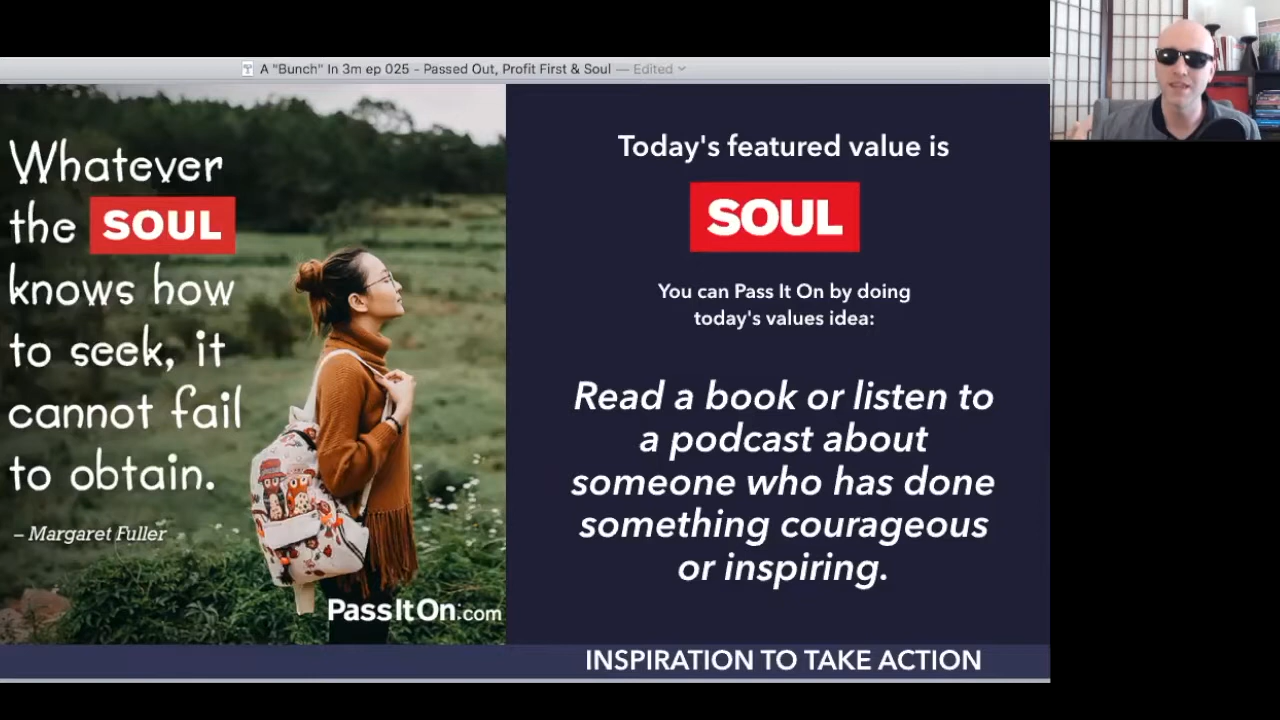 A "Bunch" In 3m ep 025 - Passed Out, Profit First & Soul — Edited
Whatever
the SOUL
knows how
to seek, it
cannot fail
to obtain.
– Margaret Fuller
PassItOn.com
Today's featured value is
SOUL
You can Pass It On by doing
today's values idea:
Read a book or listen to
a podcast about
someone who has done
something courageous
or inspiring.
INSPIRATION TO TAKE ACTION